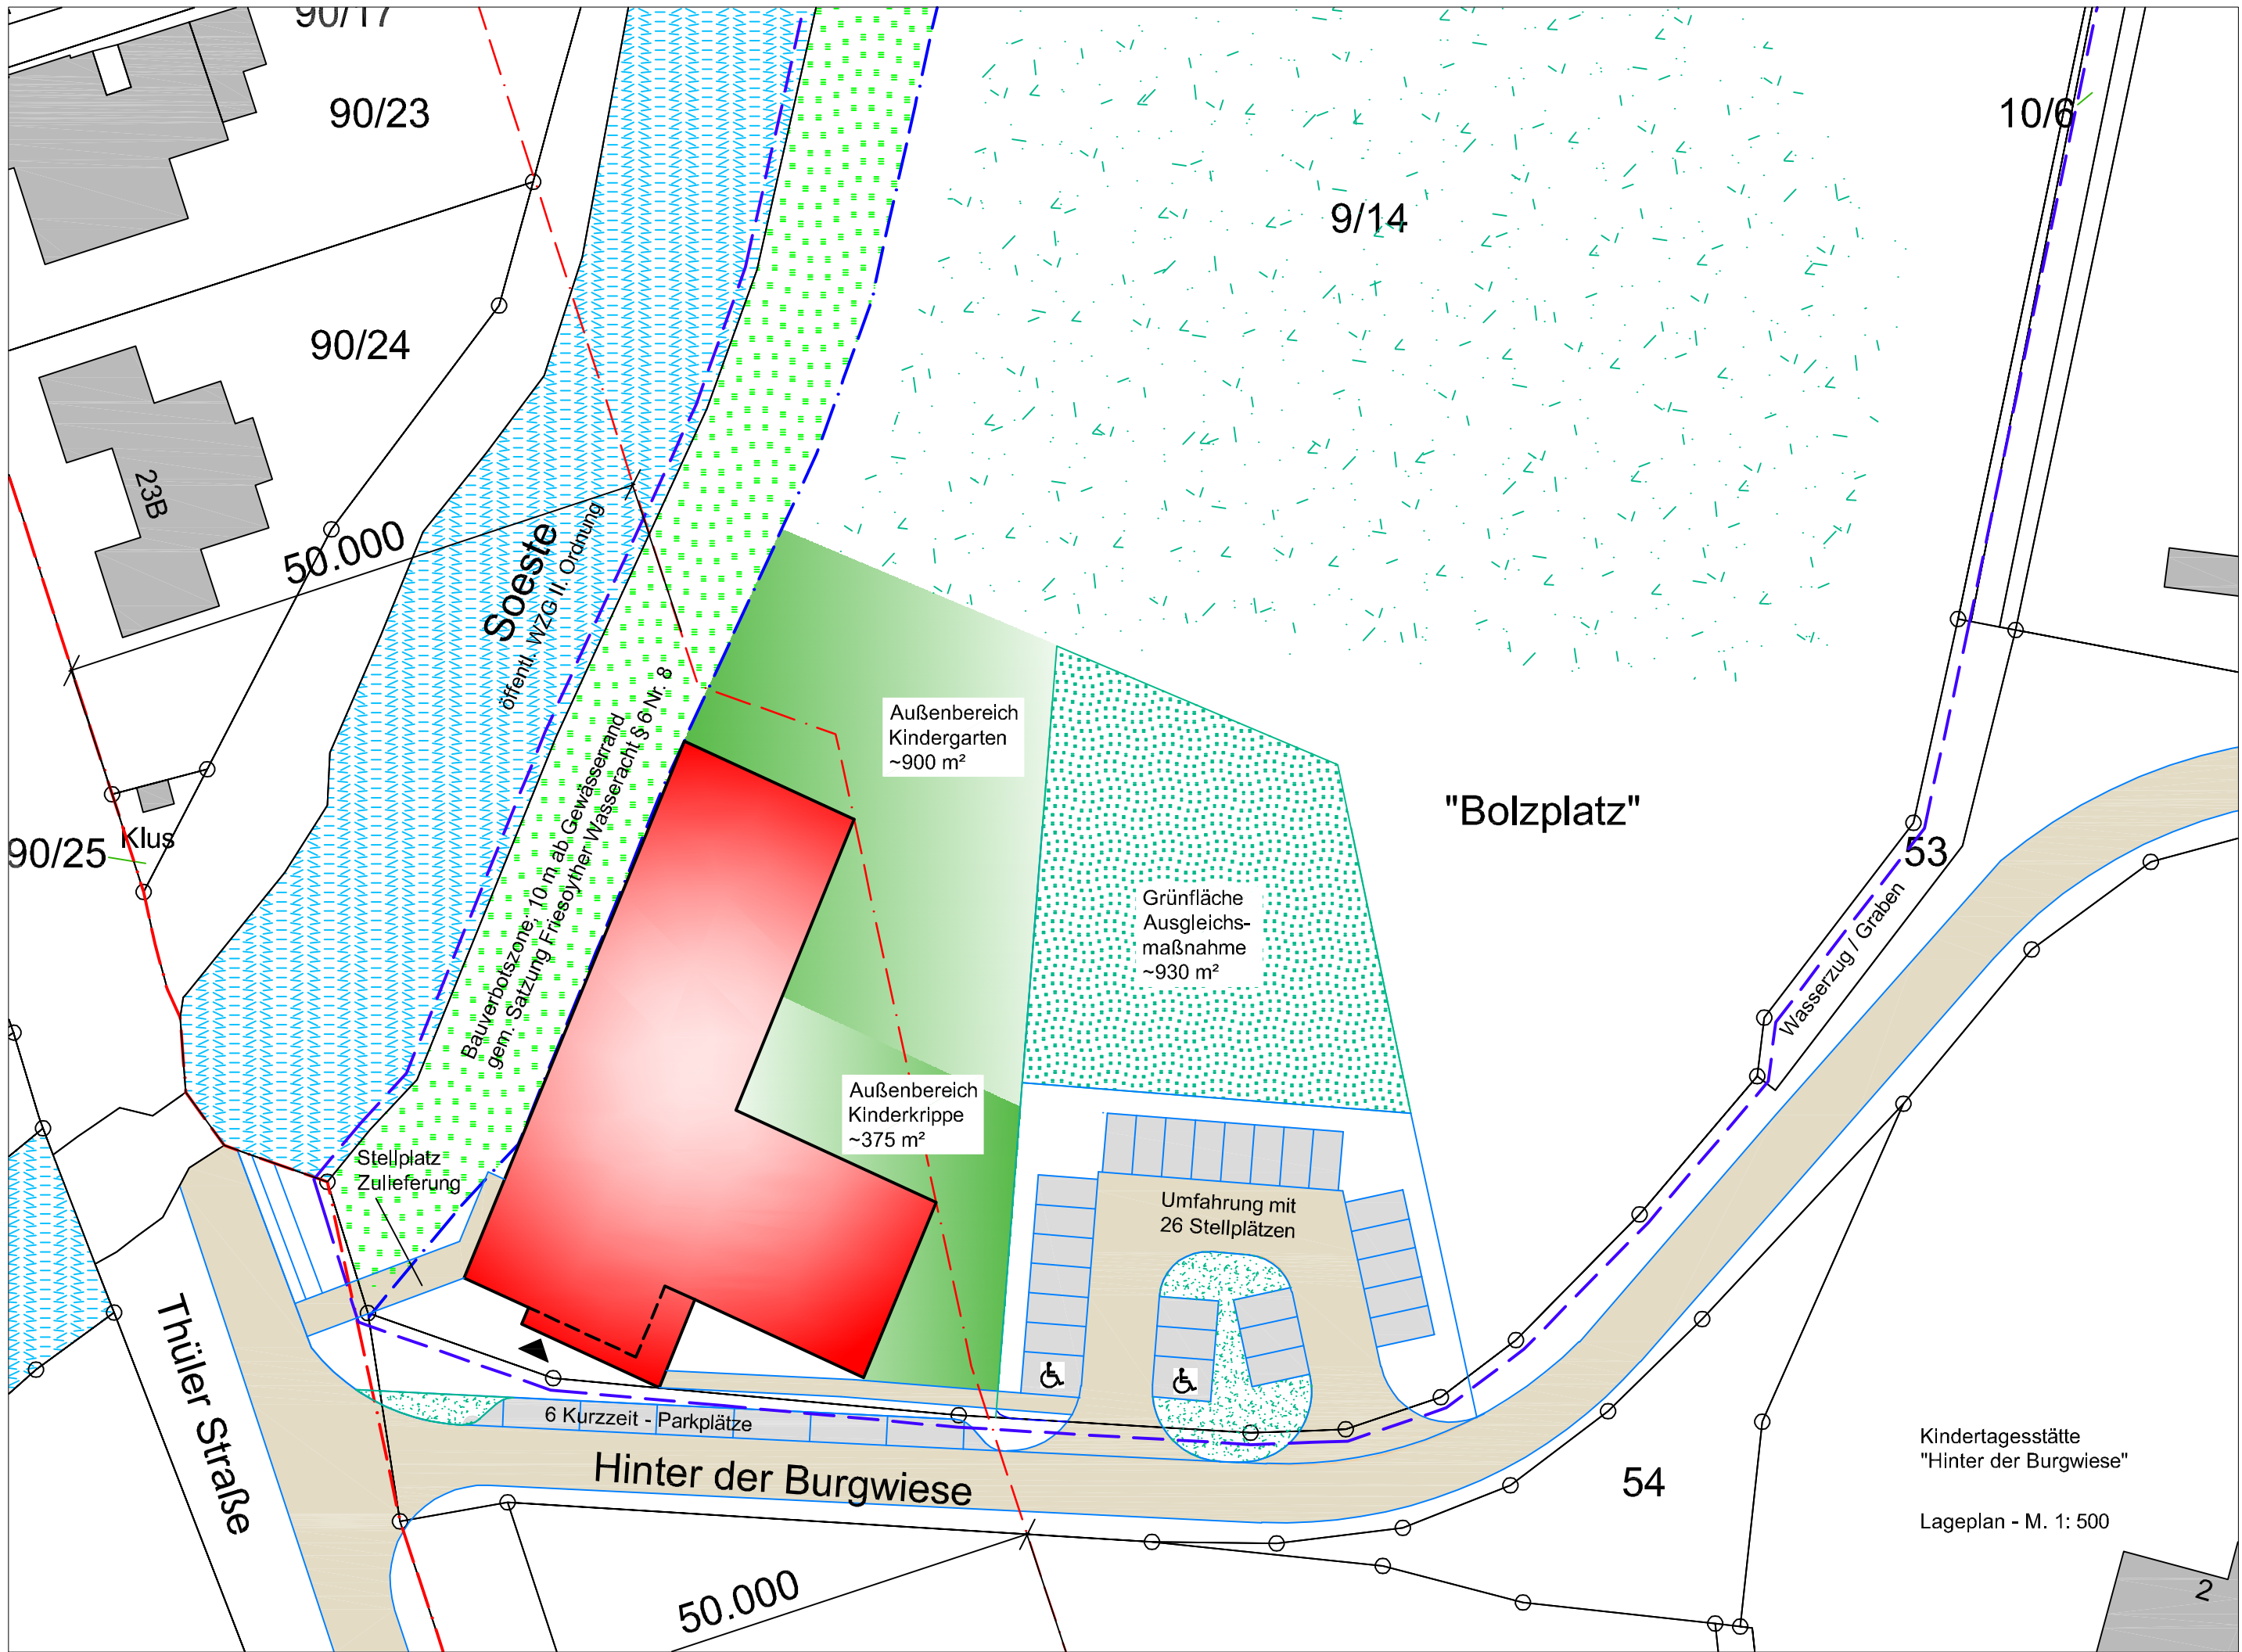 90/17
90/23
10/6
9/14
90/24
23B
50.000
Soeste
öffentl. WZG II. Ordnung
Bauverbotszone; 10 m ab Gewässerrand
gem. Satzung Friesoyther Wasseracht § 6 Nr. 8
Außenbereich
Kindergarten
~900 m²
"Bolzplatz"
Klus
90/25
53
Wasserzug / Graben
Grünfläche
Ausgleichs-
maßnahme
~930 m²
Außenbereich
Kinderkrippe
~375 m²
Stellplatz
Zulieferung
Umfahrung mit
26 Stellplätzen
Thüler Straße
6 Kurzzeit - Parkplätze
Hinter der Burgwiese
54
Kindertagesstätte
"Hinter der Burgwiese"
Lageplan - M. 1: 500
50.000
2